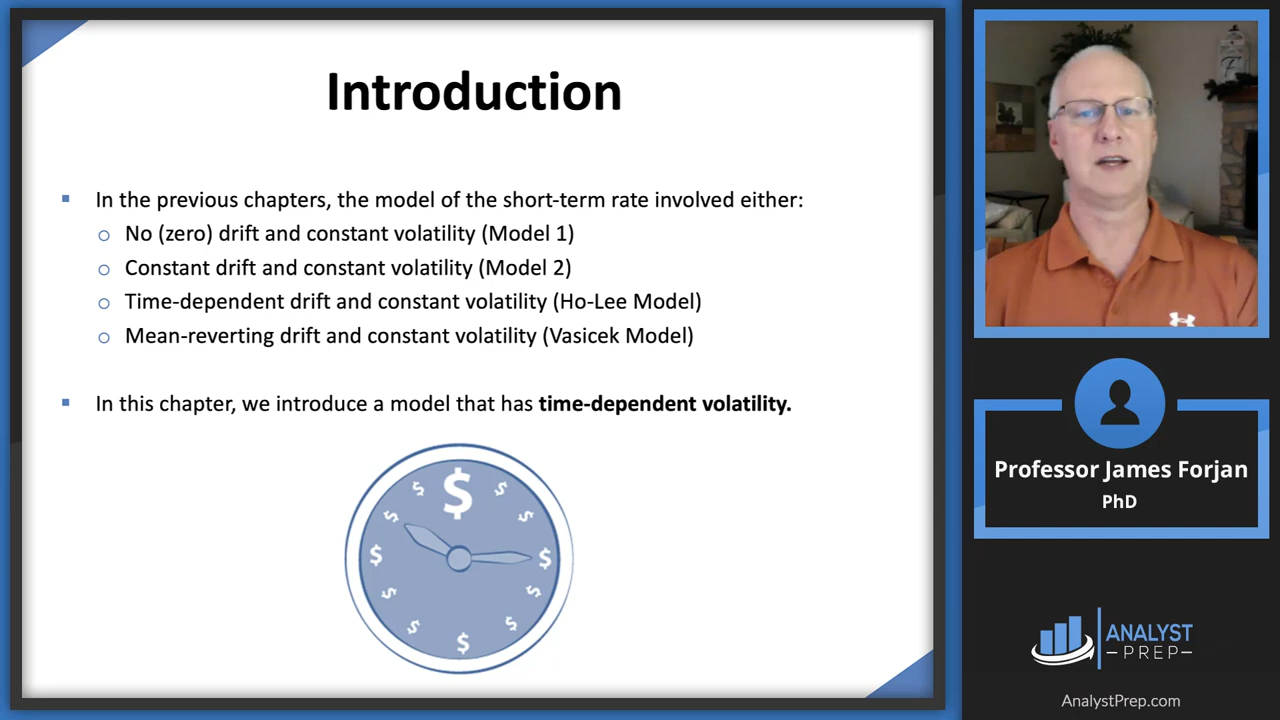 Introduction
In the previous chapters, the model of the short-term rate involved either:
No (zero) drift and constant volatility (Model 1)
Constant drift and constant volatility (Model 2)
Time-dependent drift and constant volatility (Ho-Lee Model)
Mean-reverting drift and constant volatility (Vasicek Model)
In this chapter, we introduce a model that has time-dependent volatility.
$ $ $ $ $ $ $ $ $ $ $ $
Professor James Forjan
PhD
ANALYST
PREP
AnalystPrep.com